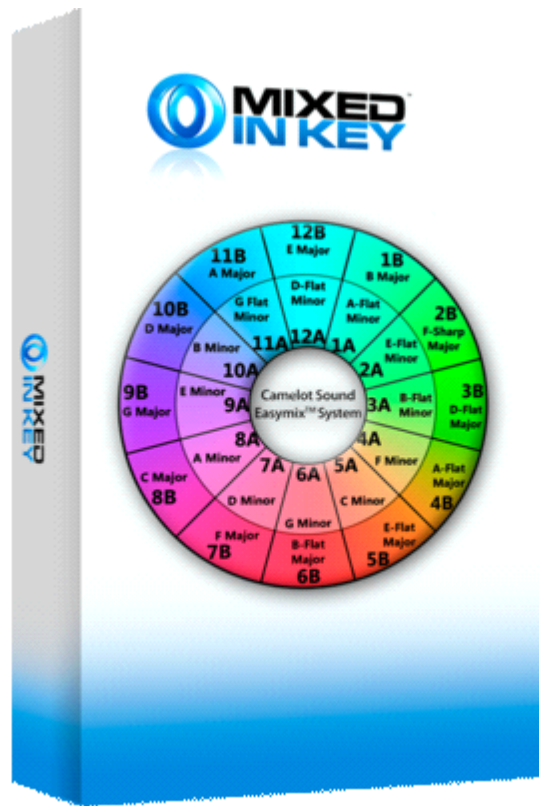 MIXED
IN KEY
MIXED
IN KEY
12B
E Major
1B
B Major
2B
F-Sharp
Major
3B
D-Flat
Major
A-Flat
Major
4B
E-Flat
Major
5B
B-Flat
Major
6B
F Major
7B
C Major
8B
9B
G Major
10B
D Major
11B
A Major
D-Flat
Minor
12A
A-Flat
Minor
1A
E-Flat
Minor
2A
B-Flat
Minor
3A
4A
F Minor
5A
C Minor
6A
G Minor
7A
D Minor
8A
A Minor
E Minor
9A
B Minor
10A
G Flat
Minor
11A
Camelot Sound
Easymix™ System